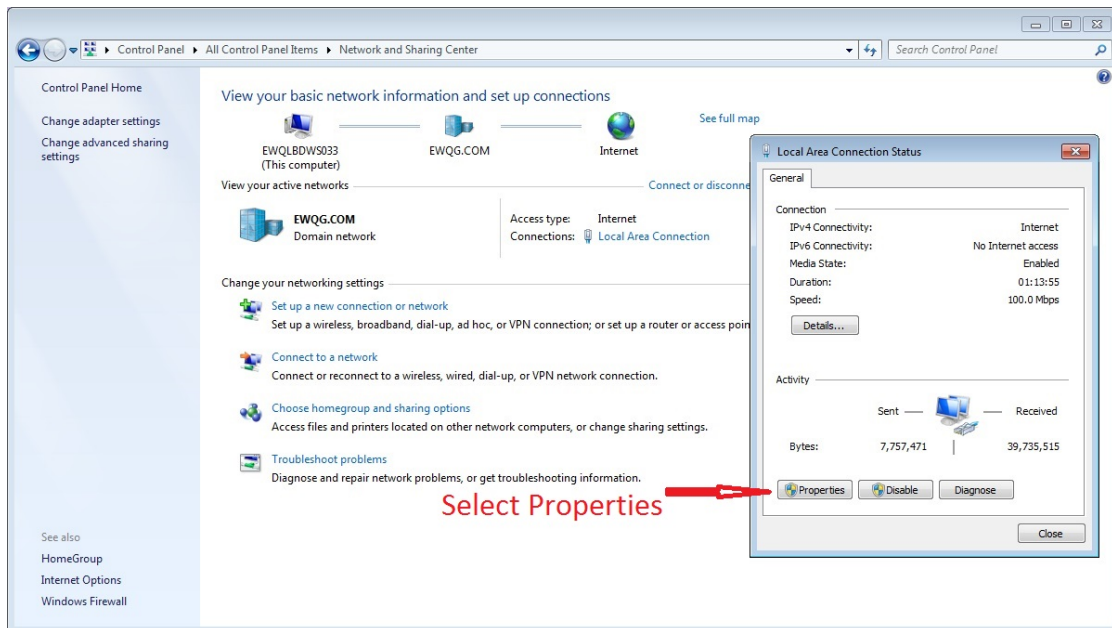 Control Panel ▸ All Control Panel Items ▸ Network and Sharing Center
Search Control Panel
Control Panel Home
Change adapter settings
Change advanced sharing
settings
View your basic network information and set up connections
See full map
EWQLBDWS033
(This computer)
EWQG.COM
Internet
View your active networks
Connect or disconne
EWQG.COM
Domain network
Access type: Internet
Connections: Local Area Connection
Change your networking settings
Set up a new connection or network
Set up a wireless, broadband, dial-up, ad hoc, or VPN connection; or set up a router or access poin
Connect to a network
Connect or reconnect to a wireless, wired, dial-up, or VPN network connection.
Choose homegroup and sharing options
Access files and printers located on other network computers, or change sharing settings.
Troubleshoot problems
Diagnose and repair network problems, or get troubleshooting information.
Select Properties
See also
HomeGroup
Internet Options
Windows Firewall
Local Area Connection Status
General
Connection
IPv4 Connectivity: Internet
IPv6 Connectivity: No Internet access
Media State: Enabled
Duration: 01:13:55
Speed: 100.0 Mbps
Details...
Activity
Sent — Received
Bytes: 7,757,471 39,735,515
Properties Disable Diagnose
Close